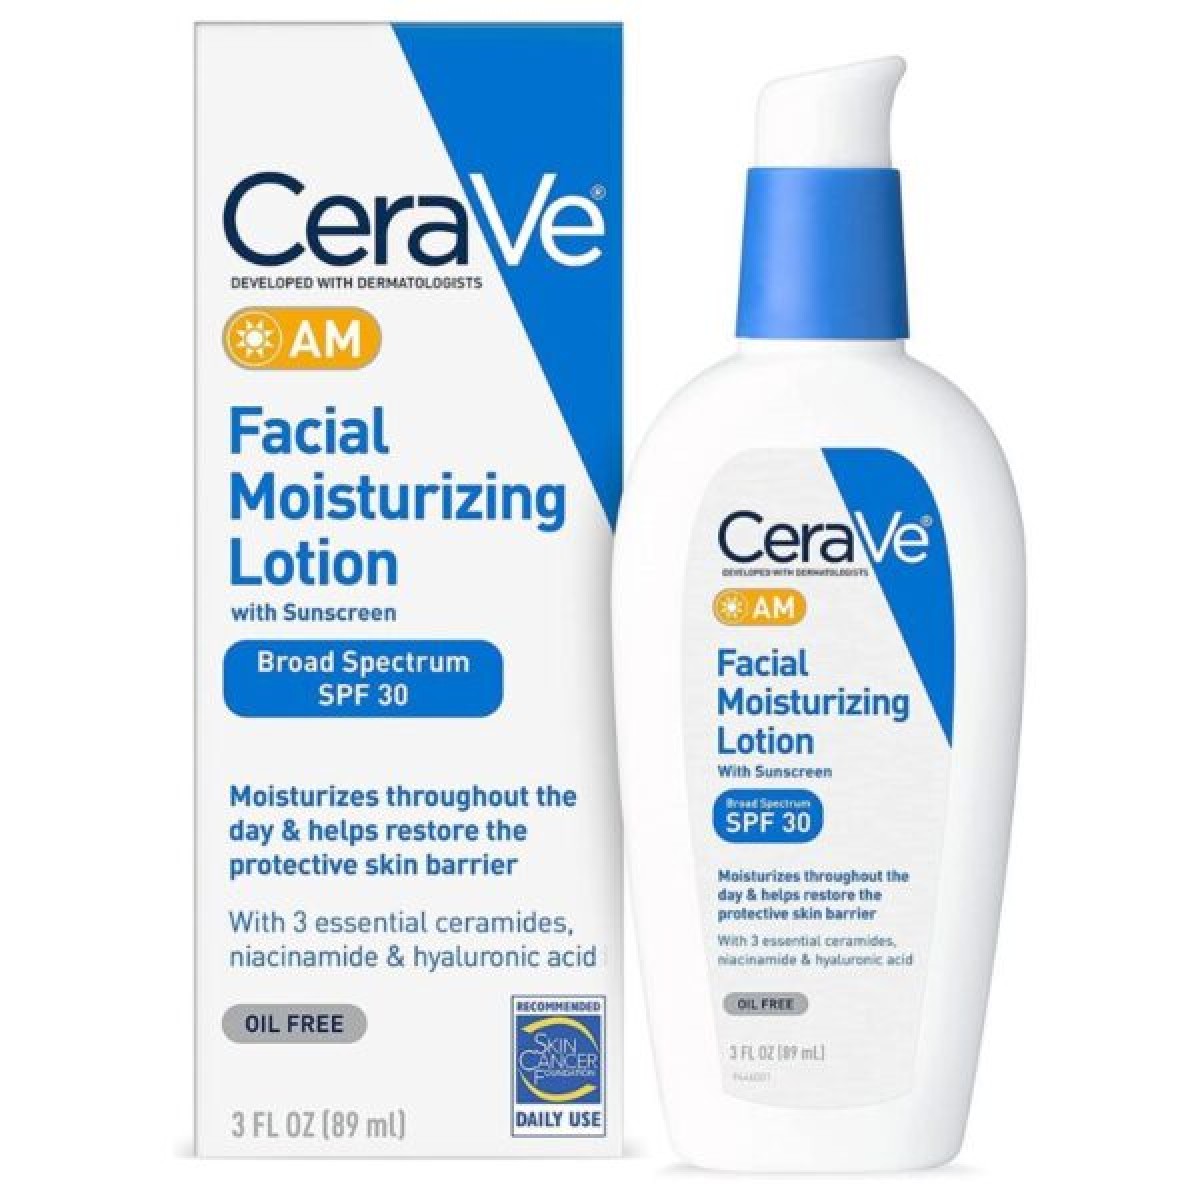 CeraVe®
DEVELOPED WITH DERMATOLOGISTS
AM
Facial
Moisturizing
Lotion
with Sunscreen
Broad Spectrum
SPF 30
Moisturizes throughout the
day & helps restore the
protective skin barrier
With 3 essential ceramides,
niacinamide & hyaluronic acid
OIL FREE
RECOMMENDED
SKIN
CANCER
FOUNDATION
DAILY USE
3 FL OZ (89 ml)
CeraVe®
DEVELOPED WITH DERMATOLOGISTS
AM
Facial
Moisturizing
Lotion
With Sunscreen
Broad Spectrum
SPF 30
Moisturizes throughout the
day & helps restore the
protective skin barrier
With 3 essential ceramides,
niacinamide & hyaluronic acid
OIL FREE
3 FL OZ (89 mL)